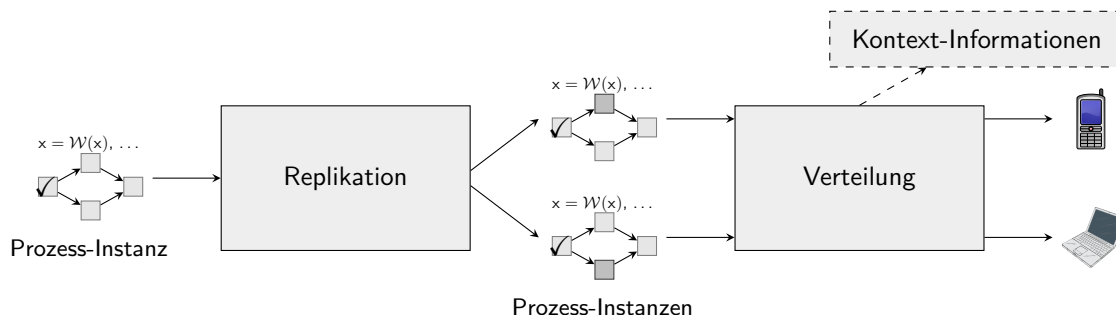 Kontext-Informationen
x = 𝒲(x), …
x = 𝒲(x), …
Replikation
Verteilung
Prozess-Instanz
x = 𝒲(x), …
Prozess-Instanzen